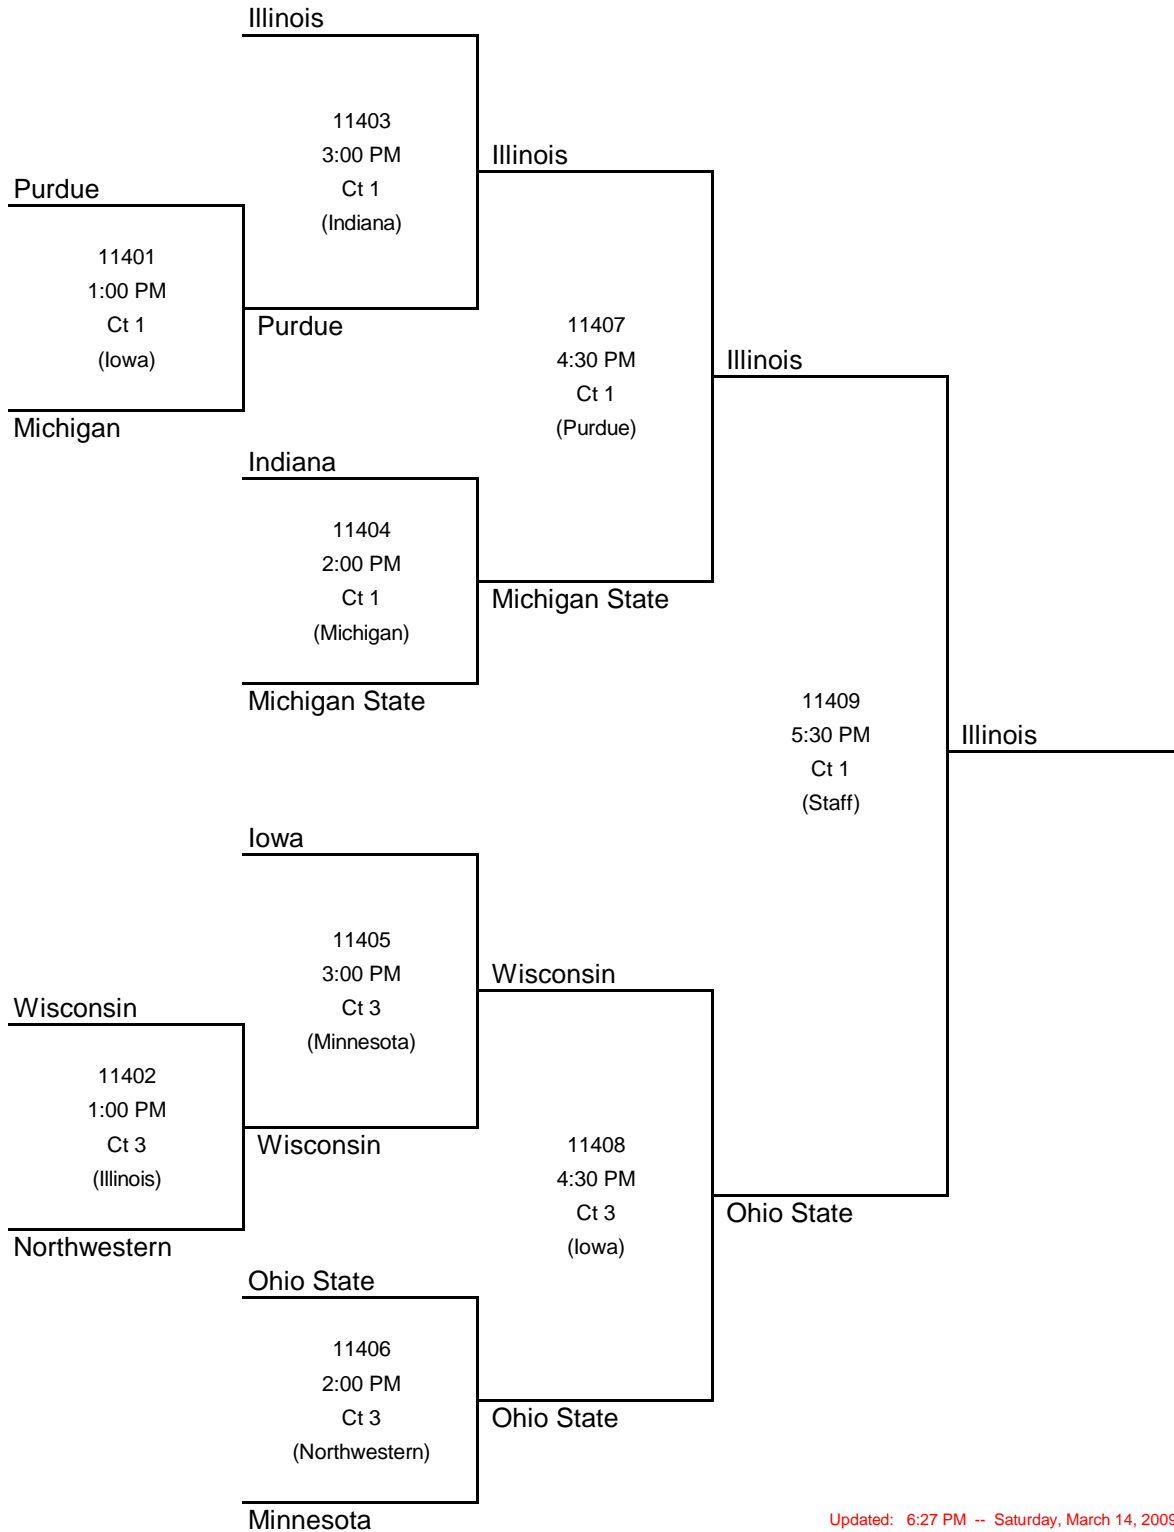 Illinois
11403
3:00 PM
Ct 1
(Indiana)
Illinois
Purdue
11401
1:00 PM
Ct 1
(Iowa)
Purdue
Michigan
11407
4:30 PM
Ct 1
(Purdue)
Illinois
Indiana
11404
2:00 PM
Ct 1
(Michigan)
Michigan State
Michigan State
11409
5:30 PM
Ct 1
(Staff)
Illinois
Iowa
11405
3:00 PM
Ct 3
(Minnesota)
Wisconsin
Wisconsin
11402
1:00 PM
Ct 3
(Illinois)
Wisconsin
Northwestern
11408
4:30 PM
Ct 3
(Iowa)
Ohio State
Ohio State
11406
2:00 PM
Ct 3
(Northwestern)
Ohio State
Minnesota
Updated: 6:27 PM -- Saturday, March 14, 2009